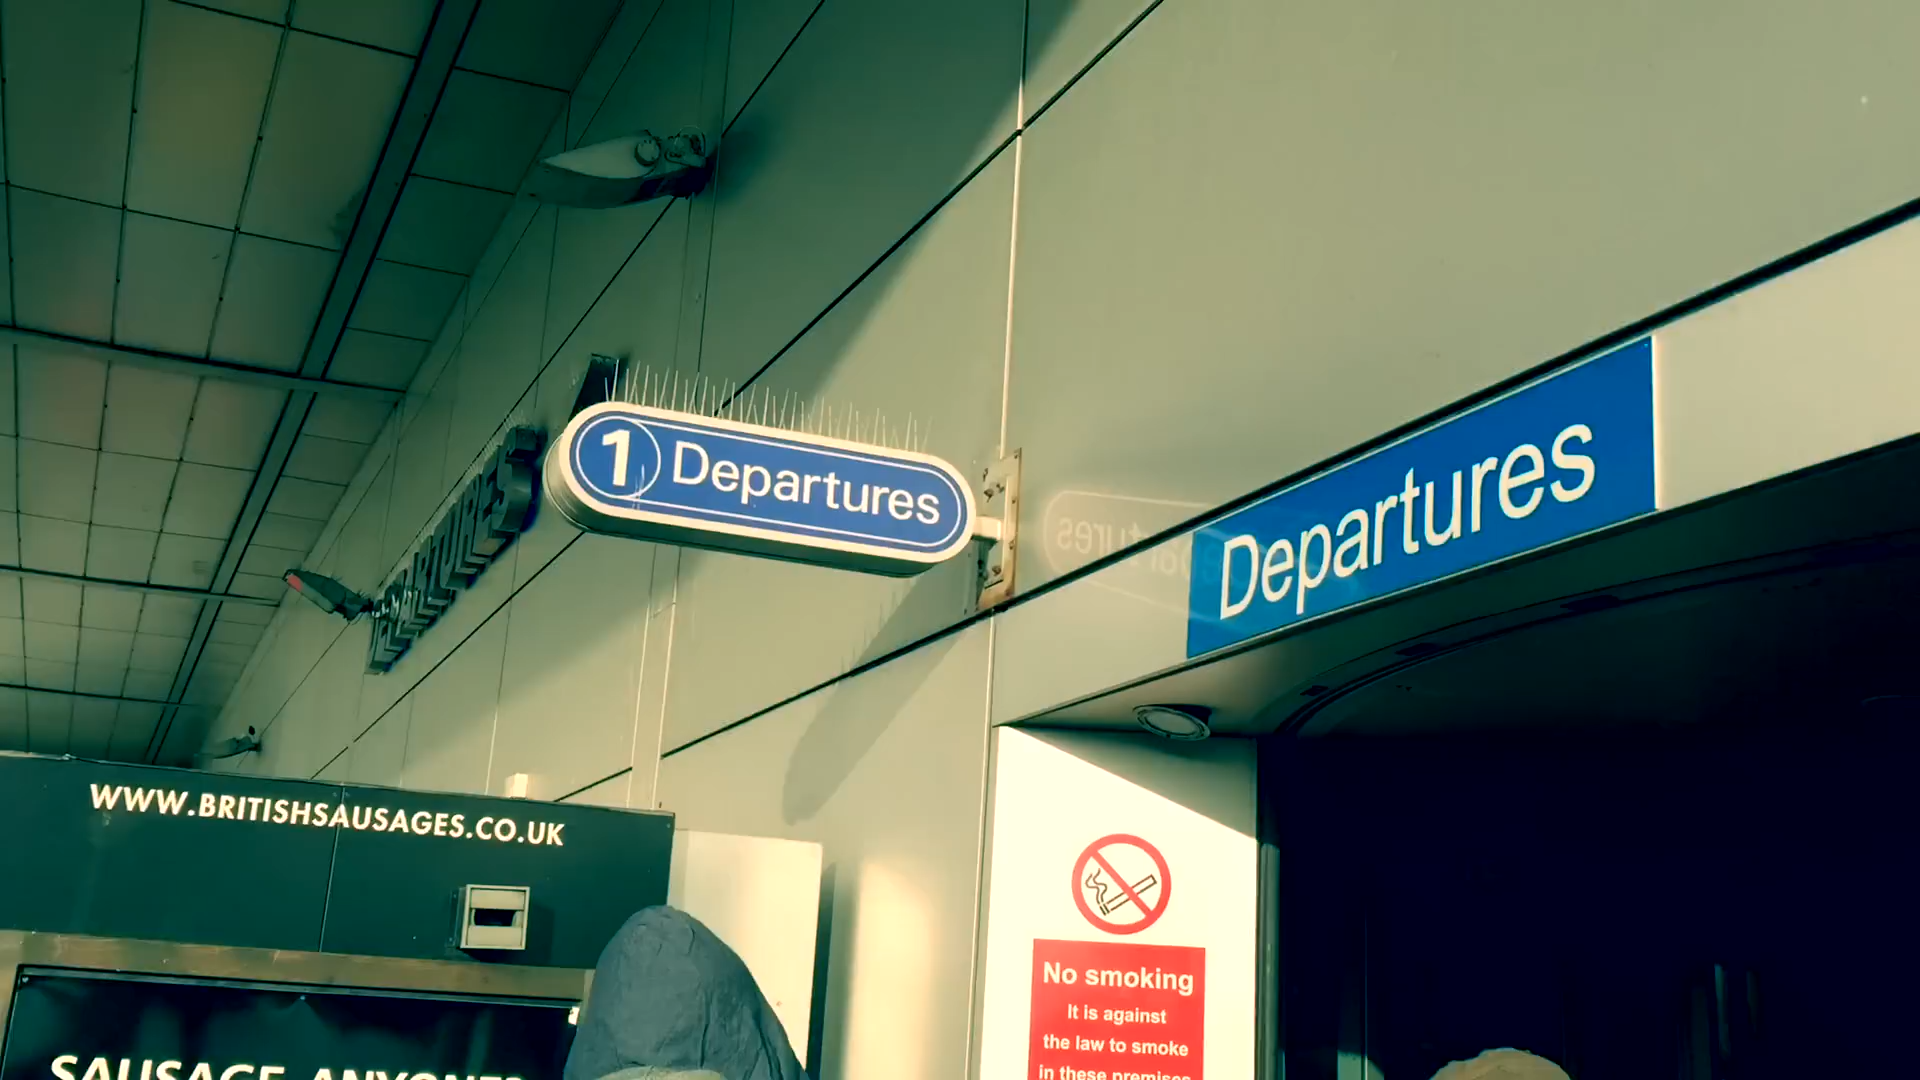 DEPARTURES
1 Departures
Departures
WWW.BRITISHSAUSAGES.CO.UK
SAUSAGE ANYONE?
No smoking
It is against
the law to smoke
in these premises